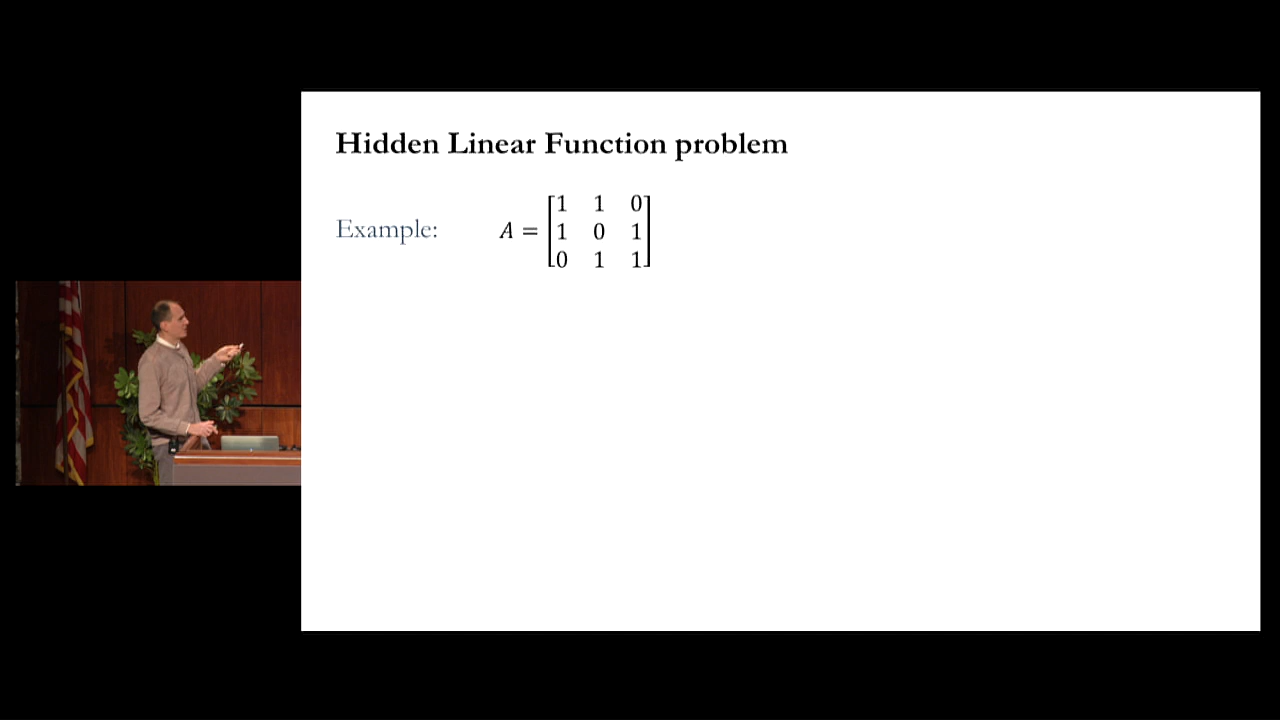 Hidden Linear Function problem
Example: A = [1 1 0
1 0 1
0 1 1]